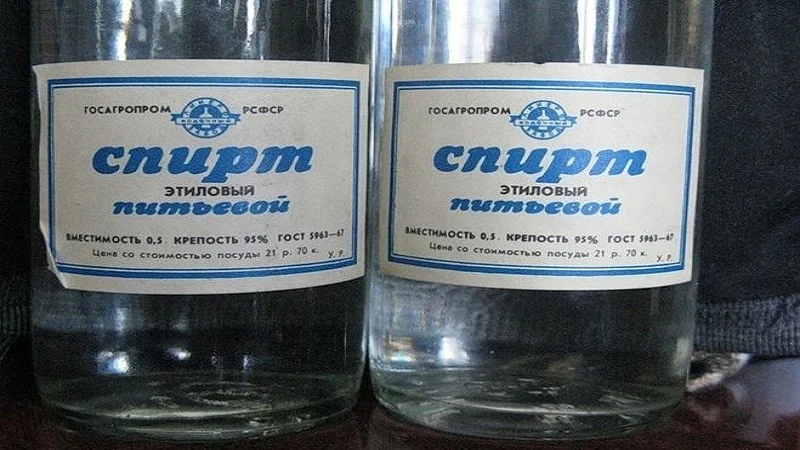 ГОСАГРОПРОМ РСФСР
спирт
ЭТИЛОВЫЙ
питьевой
ВМЕСТИМОСТЬ 0,5. КРЕПОСТЬ 95% ГОСТ 5963—67
Цена со стоимостью посуды 21 р. 70 к. У. Р.
ГОСАГРОПРОМ РСФСР
спирт
ЭТИЛОВЫЙ
питьевой
ВМЕСТИМОСТЬ 0,5. КРЕПОСТЬ 95% ГОСТ 5963—67
Цена со стоимостью посуды 21 р. 70 к. У. Р.